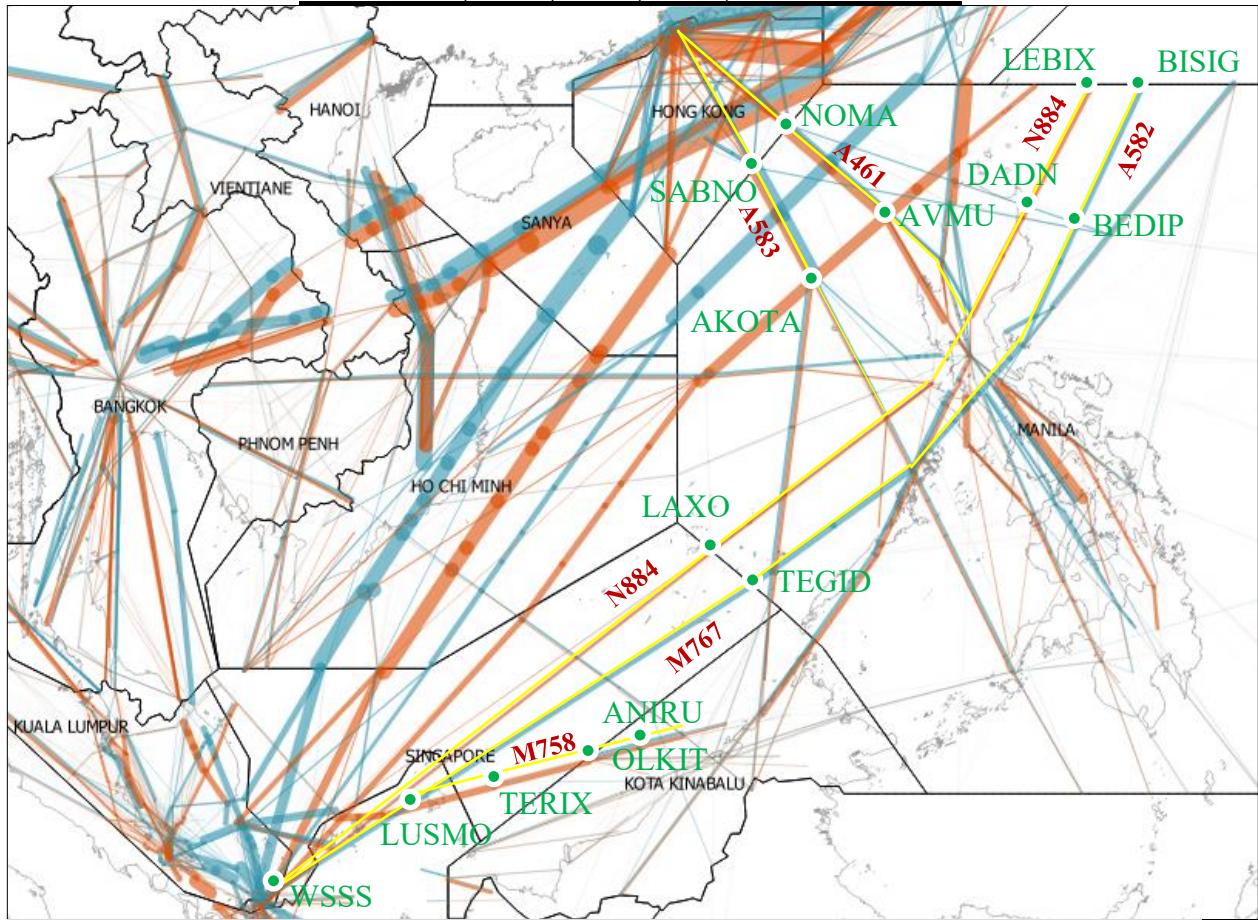 LEBIX
BISIG
HANOI
HONG KONG
NOMA
N884
A582
A461
VIENTIANE
SABNO
DADN
SANYA
A583
AVMU
BEDIP
AKOTA
BANGKOK
PHNOM PENH
MANILA
HO CHI MINH
LAXO
N884
TEGID
M767
KUALA LUMPUR
ANIRU
M758
SINGAPORE
OLKIT
KOTA KINABALU
TERIX
LUSMO
WSSS